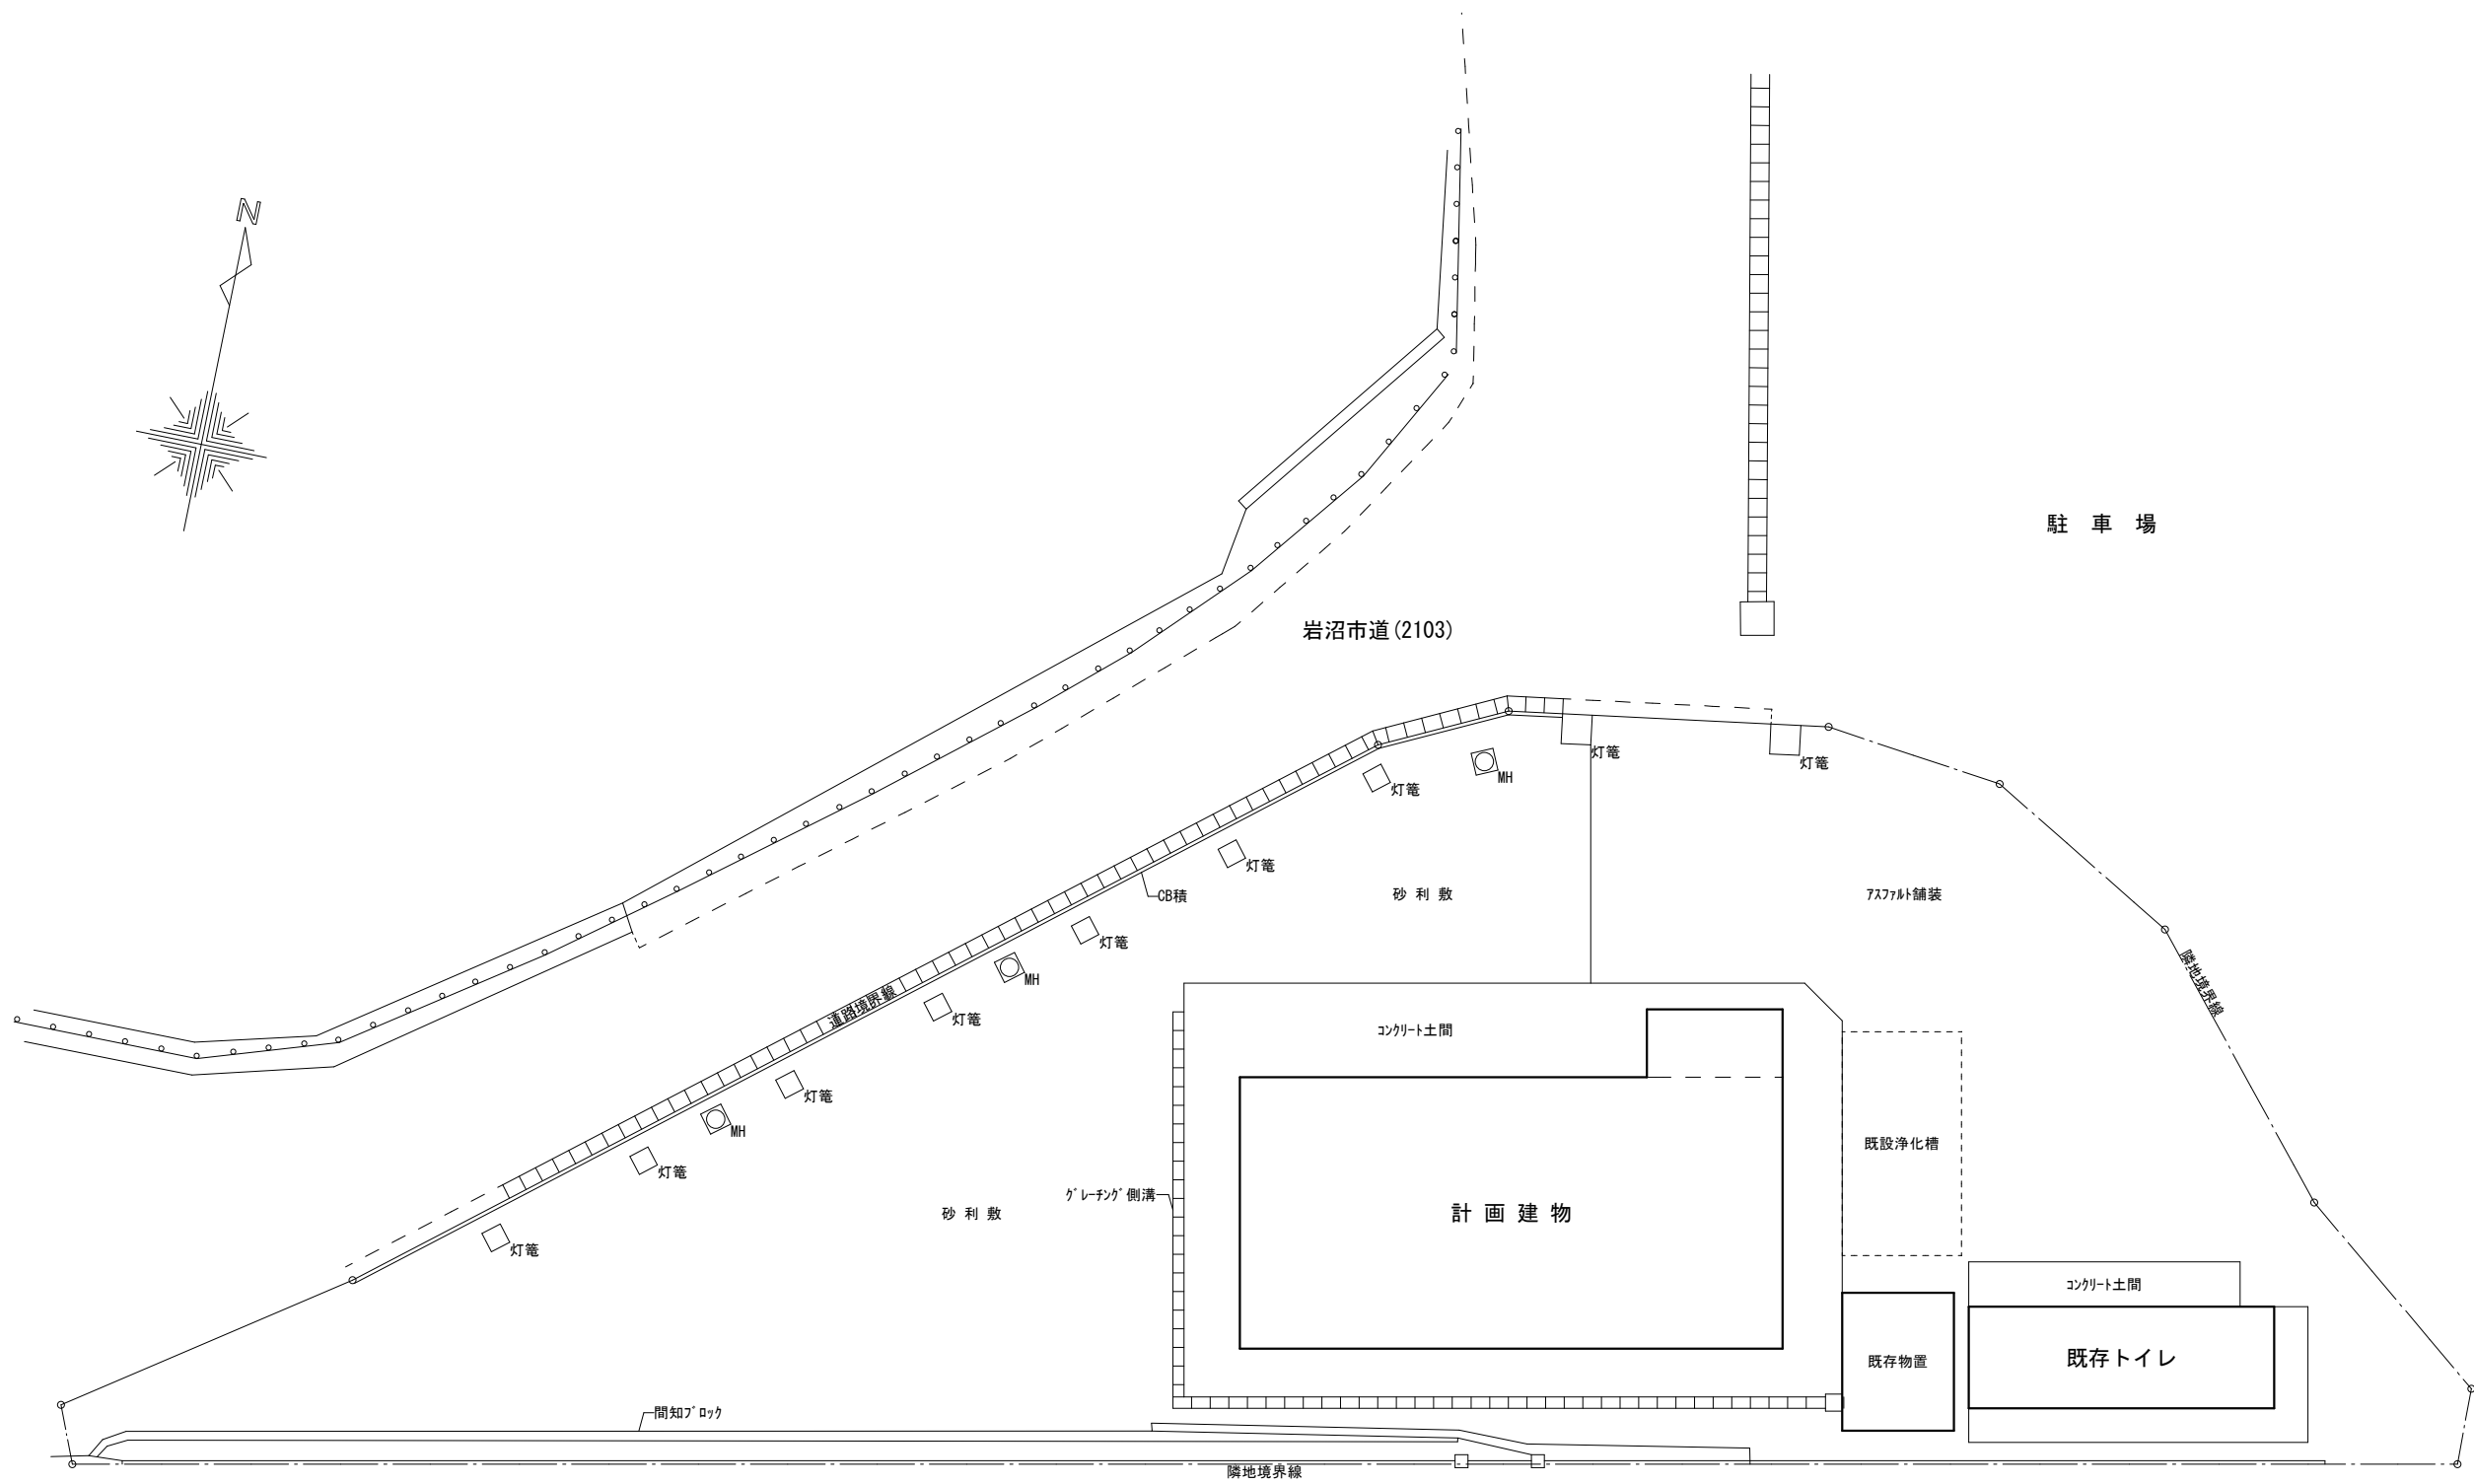 N
駐 車 場
岩沼市道(2103)
灯篭
灯篭
MH
灯篭
灯篭
CB積
砂 利 敷
ｱｽﾌｧﾙﾄ舗装
灯篭
隣地境界線
MH
道路境界線
灯篭
ｺﾝｸﾘｰﾄ土間
灯篭
MH
既設浄化槽
灯篭
ｸﾞﾚｰﾁﾝｸﾞ側溝
砂 利 敷
計 画 建 物
灯篭
ｺﾝｸﾘｰﾄ土間
既存物置
既存トイレ
間知ﾌﾞﾛｯｸ
隣地境界線